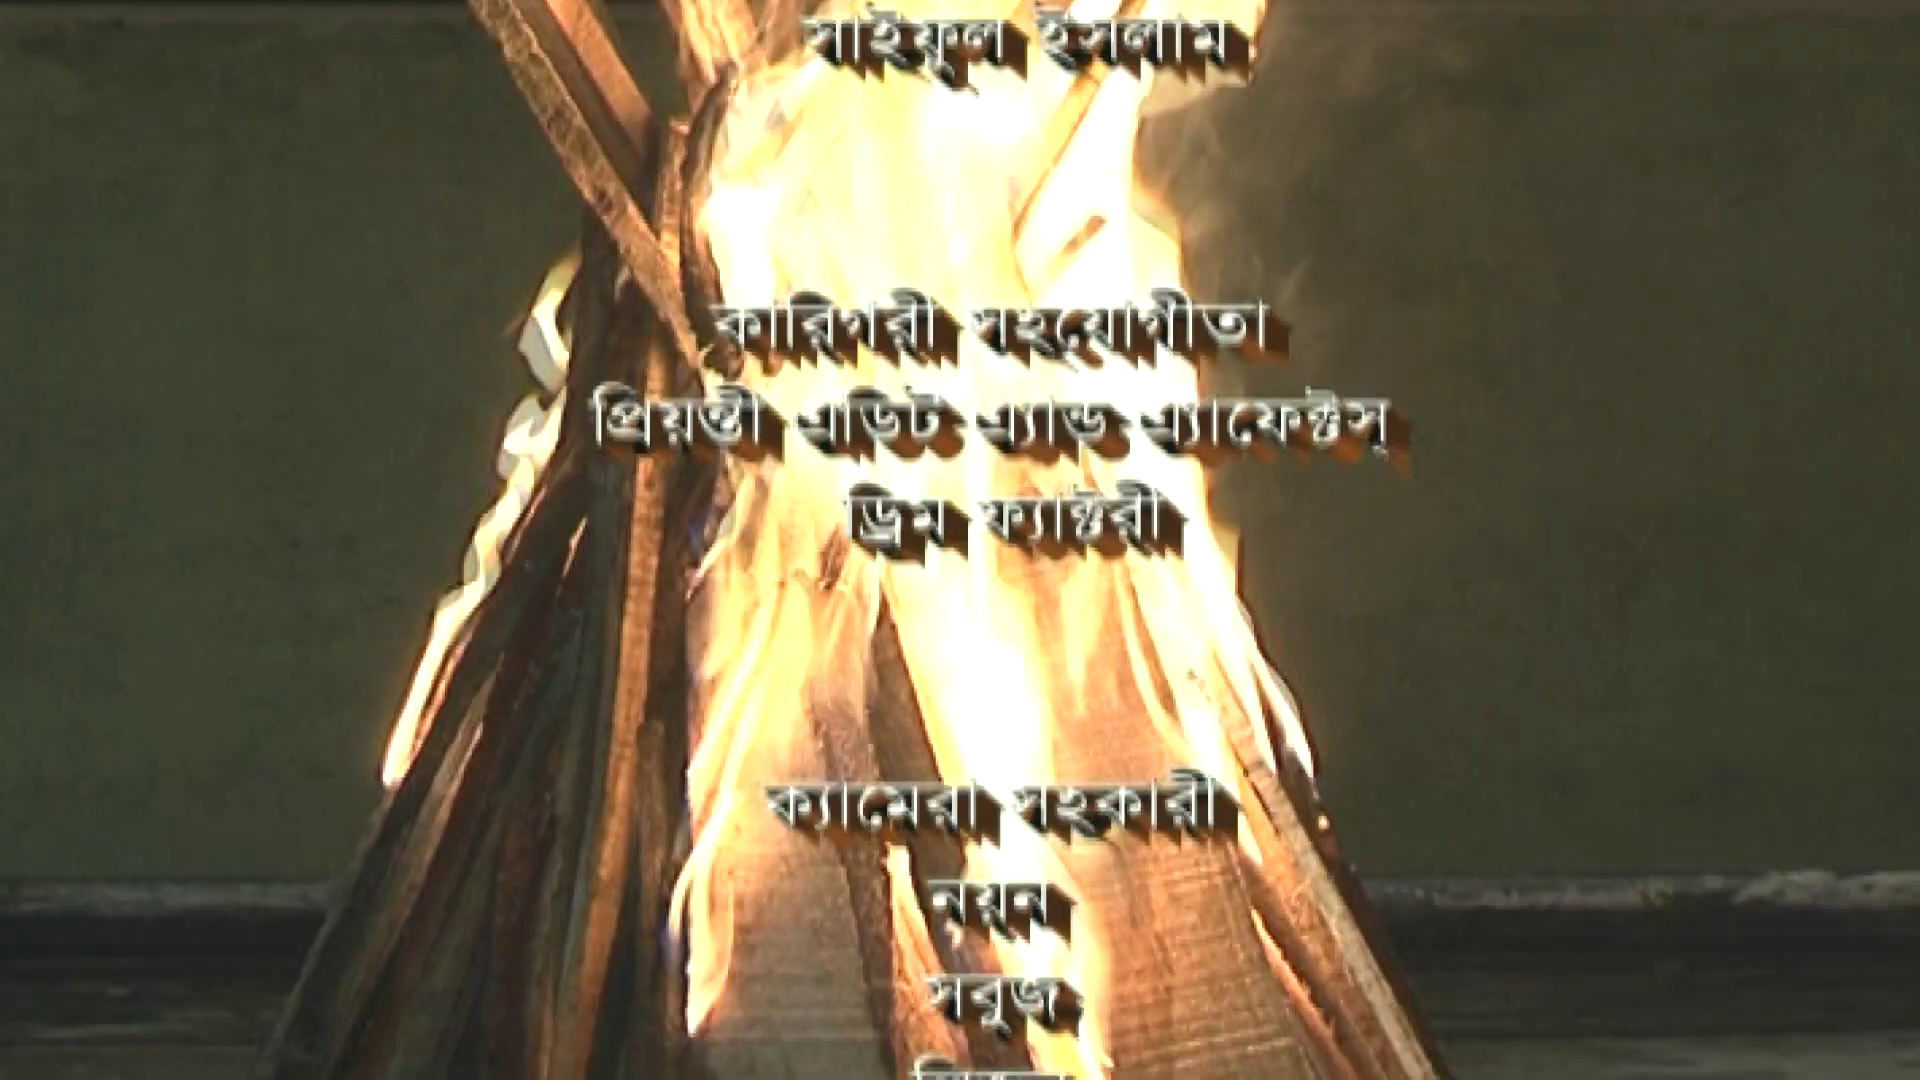 সাইফুল ইসলাম
কারিগরী সহযোগীতা
প্রিয়ন্তী এডিট এ্যান্ড এ্যাফেক্টস্
ড্রিম ফ্যাক্টরী
ক্যামেরা সহকারী
নয়ন
সবুজ